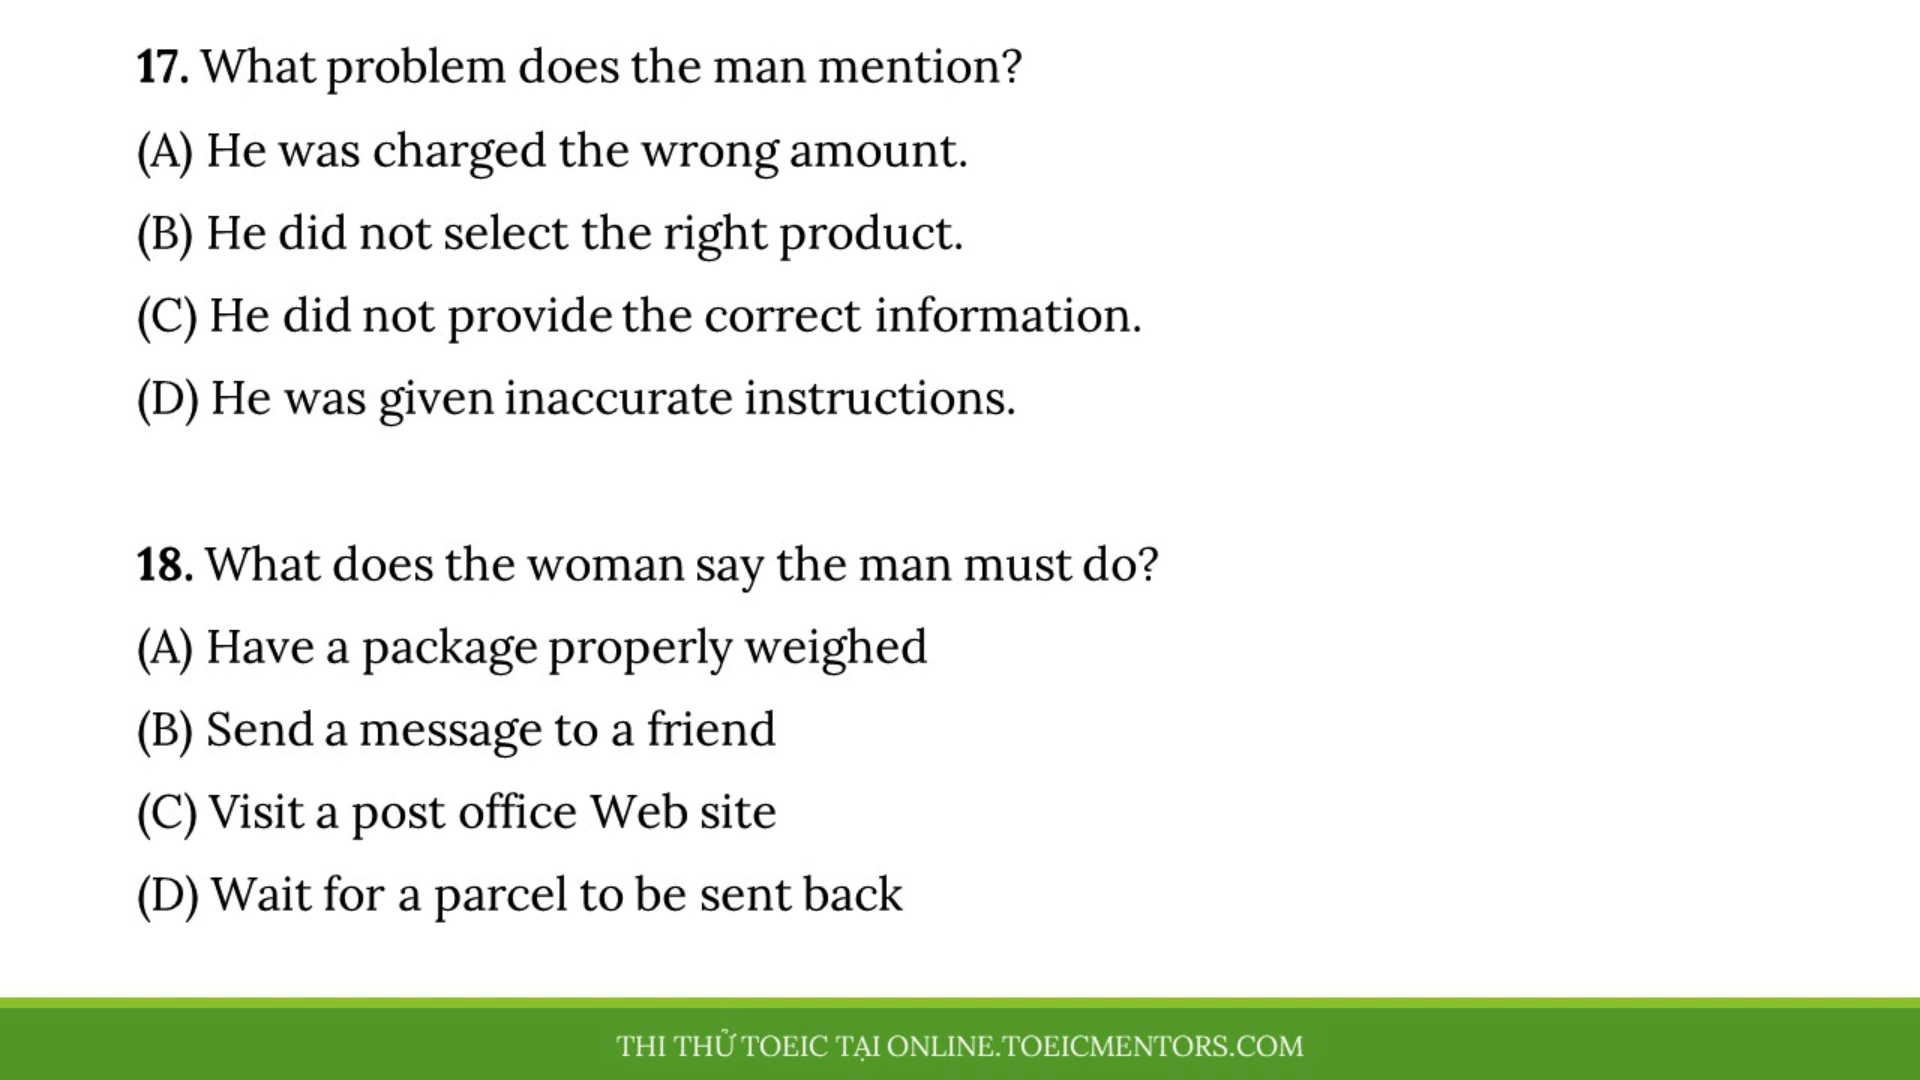 17. What problem does the man mention?
(A) He was charged the wrong amount.
(B) He did not select the right product.
(C) He did not provide the correct information.
(D) He was given inaccurate instructions.
18. What does the woman say the man must do?
(A) Have a package properly weighed
(B) Send a message to a friend
(C) Visit a post office Web site
(D) Wait for a parcel to be sent back
THI THỬ TOEIC TẠI ONLINE.TOEICMENTORS.COM